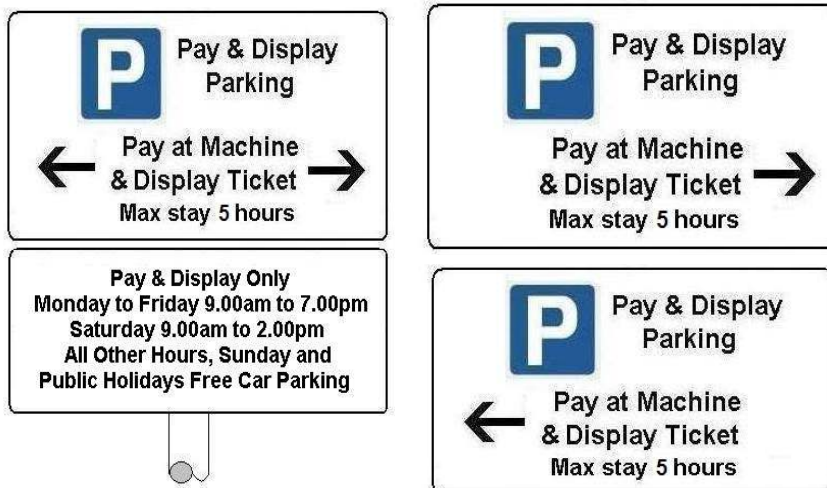 P
Pay & Display
Parking
Pay at Machine
& Display Ticket
Max stay 5 hours
Pay & Display Only
Monday to Friday 9.00am to 7.00pm
Saturday 9.00am to 2.00pm
All Other Hours, Sunday and
Public Holidays Free Car Parking
P
Pay & Display
Parking
Pay at Machine
& Display Ticket
Max stay 5 hours
P
Pay & Display
Parking
Pay at Machine
& Display Ticket
Max stay 5 hours